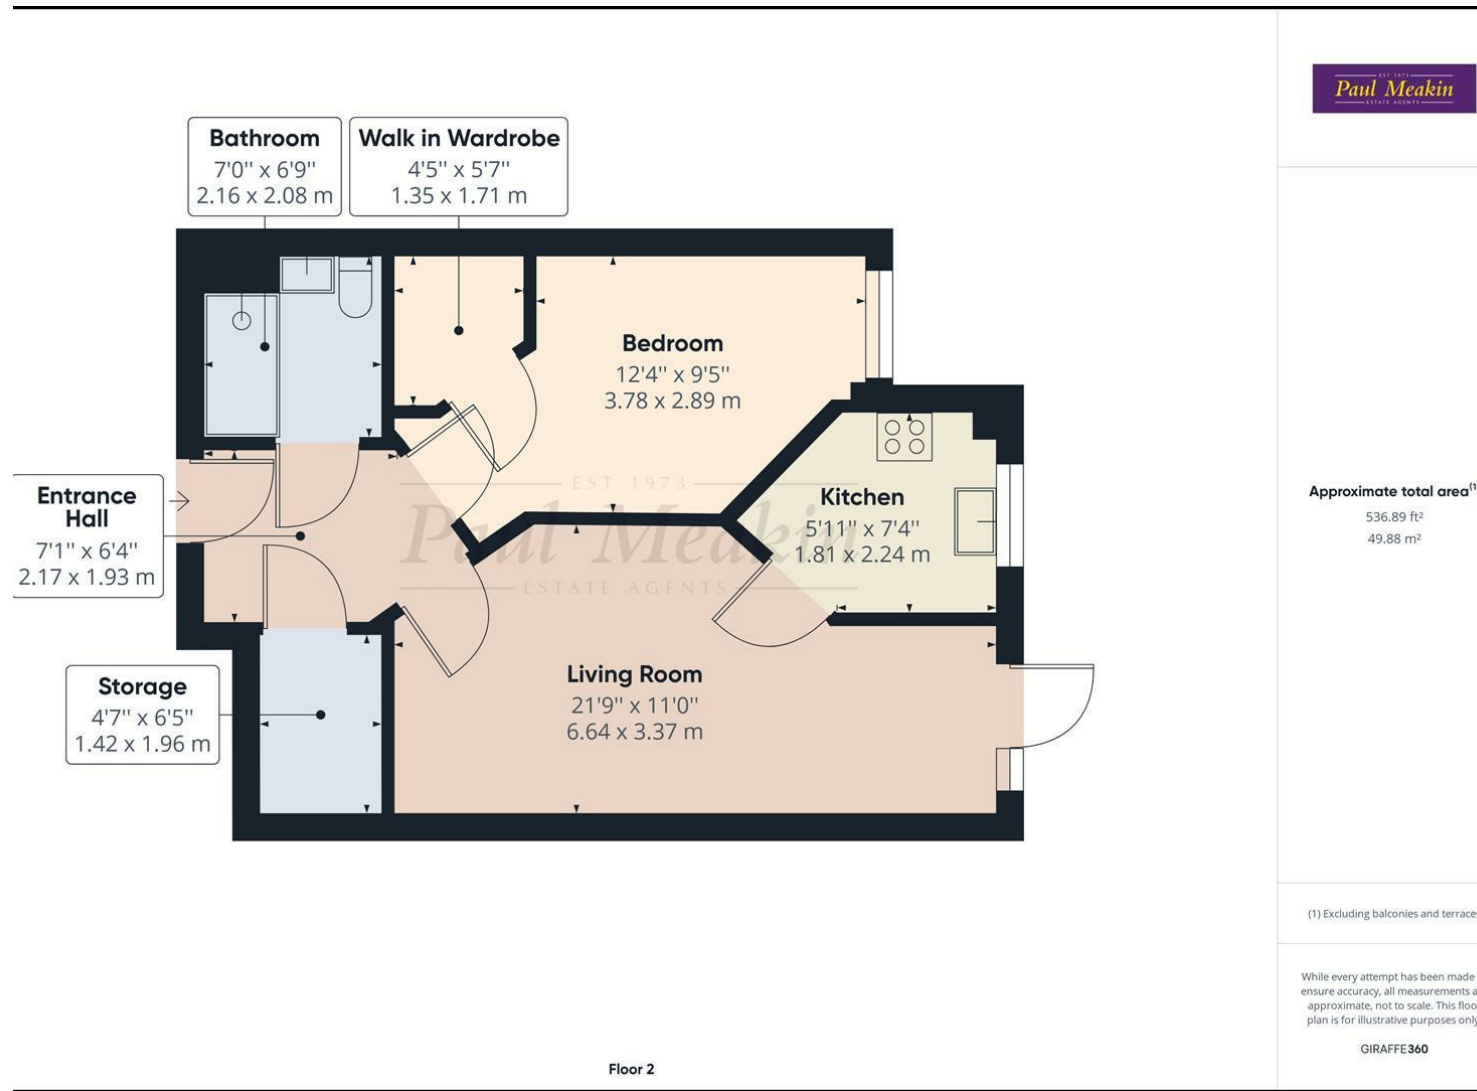 EST 1973
Paul Meakin
ESTATE AGENTS
Bathroom
7'0" x 6'9"
2.16 x 2.08 m
Walk in Wardrobe
4'5" x 5'7"
1.35 x 1.71 m
Bedroom
12'4" x 9'5"
3.78 x 2.89 m
Kitchen
5'11" x 7'4"
1.81 x 2.24 m
Entrance
Hall
7'1" x 6'4"
2.17 x 1.93 m
EST 1973
Paul Meakin
ESTATE AGENTS
Living Room
21'9" x 11'0"
6.64 x 3.37 m
Storage
4'7" x 6'5"
1.42 x 1.96 m
Floor 2
Approximate total area(1
536.89 ft²
49.88 m²
(1) Excluding balconies and terrace
While every attempt has been made
ensure accuracy, all measurements a
approximate, not to scale. This floo
plan is for illustrative purposes only
GIRAFFE360